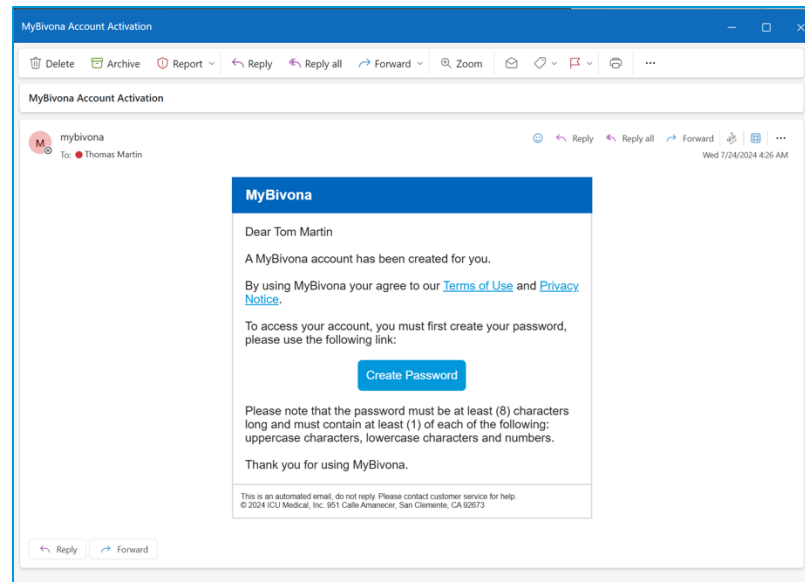 MyBivona Account Activation
Delete Archive Report Reply Reply all Forward Zoom ...
MyBivona Account Activation
M mybivona Reply Reply all Forward ...
To: Thomas Martin Wed 7/24/2024 4:26 AM
MyBivona
Dear Tom Martin
A MyBivona account has been created for you.
By using MyBivona your agree to our Terms of Use and Privacy
Notice.
To access your account, you must first create your password,
please use the following link:
Create Password
Please note that the password must be at least (8) characters
long and must contain at least (1) of each of the following:
uppercase characters, lowercase characters and numbers.
Thank you for using MyBivona.
This is an automated email, do not reply. Please contact customer service for help.
© 2024 ICU Medical, Inc. 951 Calle Amanecer, San Clemente, CA 92673
Reply Forward